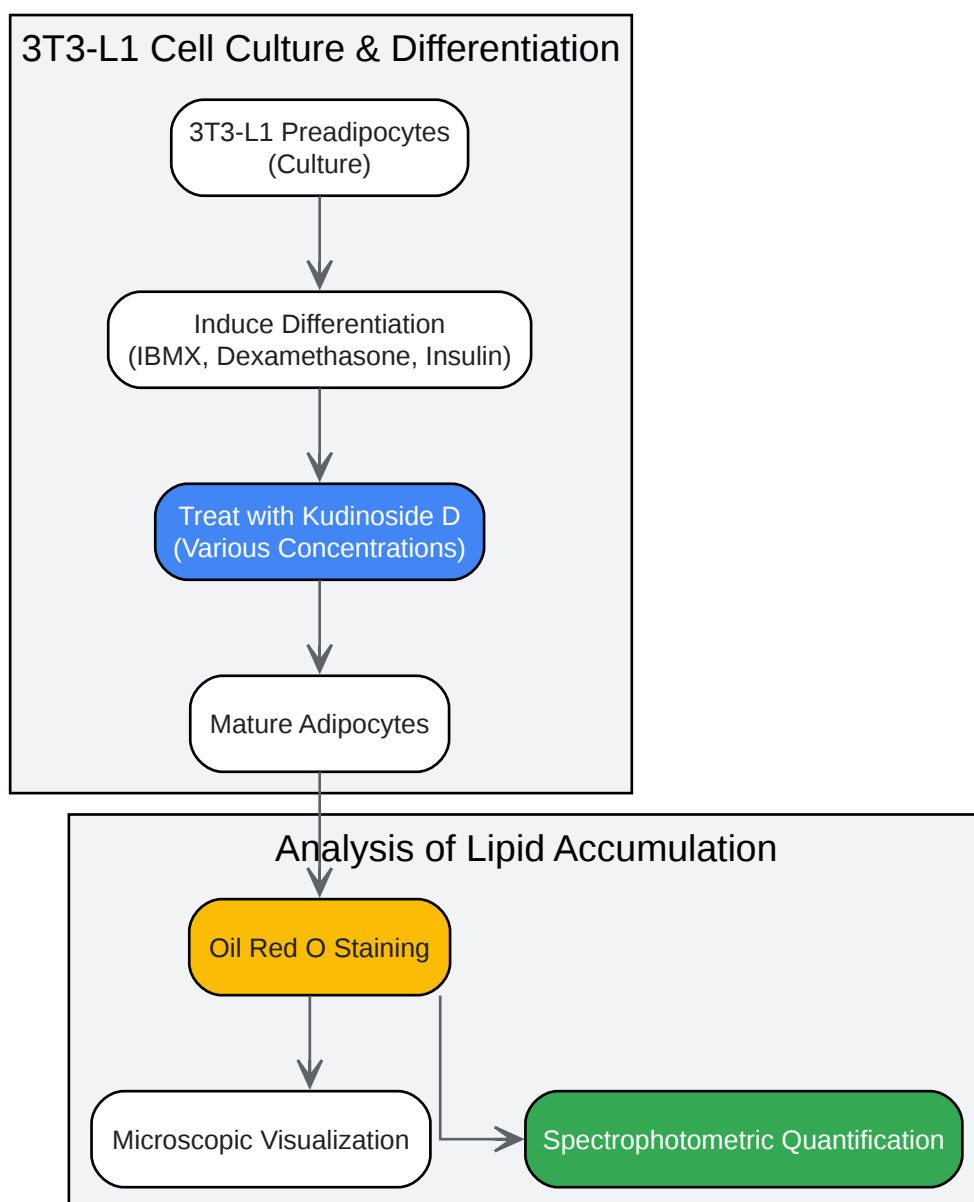 3T3-L1 Cell Culture & Differentiation
3T3-L1 Preadipocytes
(Culture)
Induce Differentiation
(IBMX, Dexamethasone, Insulin)
Treat with Kudinoside D
(Various Concentrations)
Mature Adipocytes
Analysis of Lipid Accumulation
Oil Red O Staining
Microscopic Visualization
Spectrophotometric Quantification